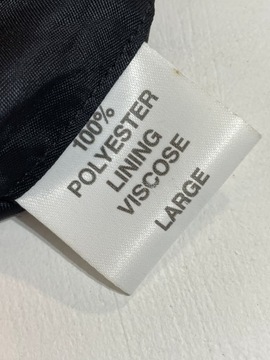 100%
POLYESTER
LINING
VISCOSE
LARGE